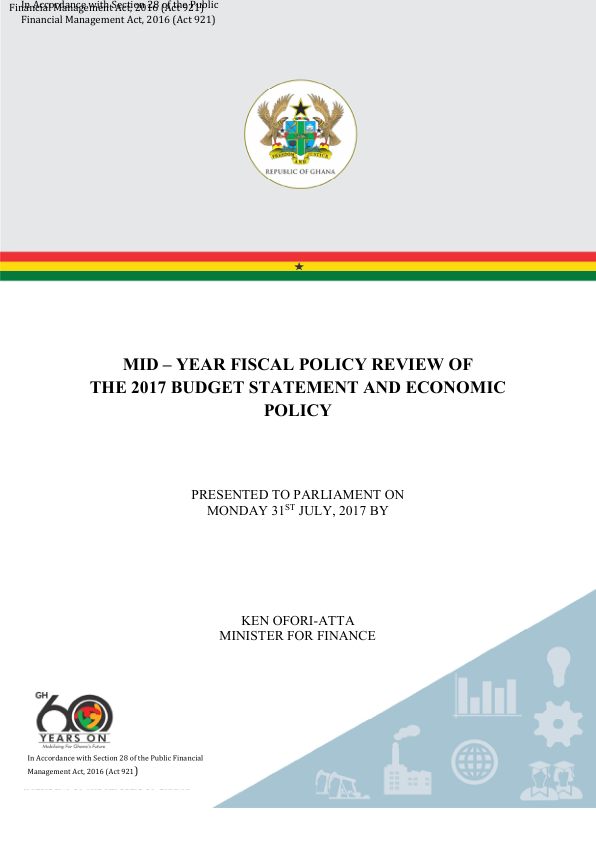 In Accordance with Section 28 of the Public
Financial Management Act, 2016 (Act 921)
Financial Management Act, 2016 (Act 921)
FREEDOM AND JUSTICE
REPUBLIC OF GHANA
MID – YEAR FISCAL POLICY REVIEW OF
THE 2017 BUDGET STATEMENT AND ECONOMIC
POLICY
PRESENTED TO PARLIAMENT ON
MONDAY 31ST JULY, 2017 BY
KEN OFORI-ATTA
MINISTER FOR FINANCE
GH
60
YEARS ON
Mobilising For Ghana's Future
In Accordance with Section 28 of the Public Financial
Management Act, 2016 (Act 921)